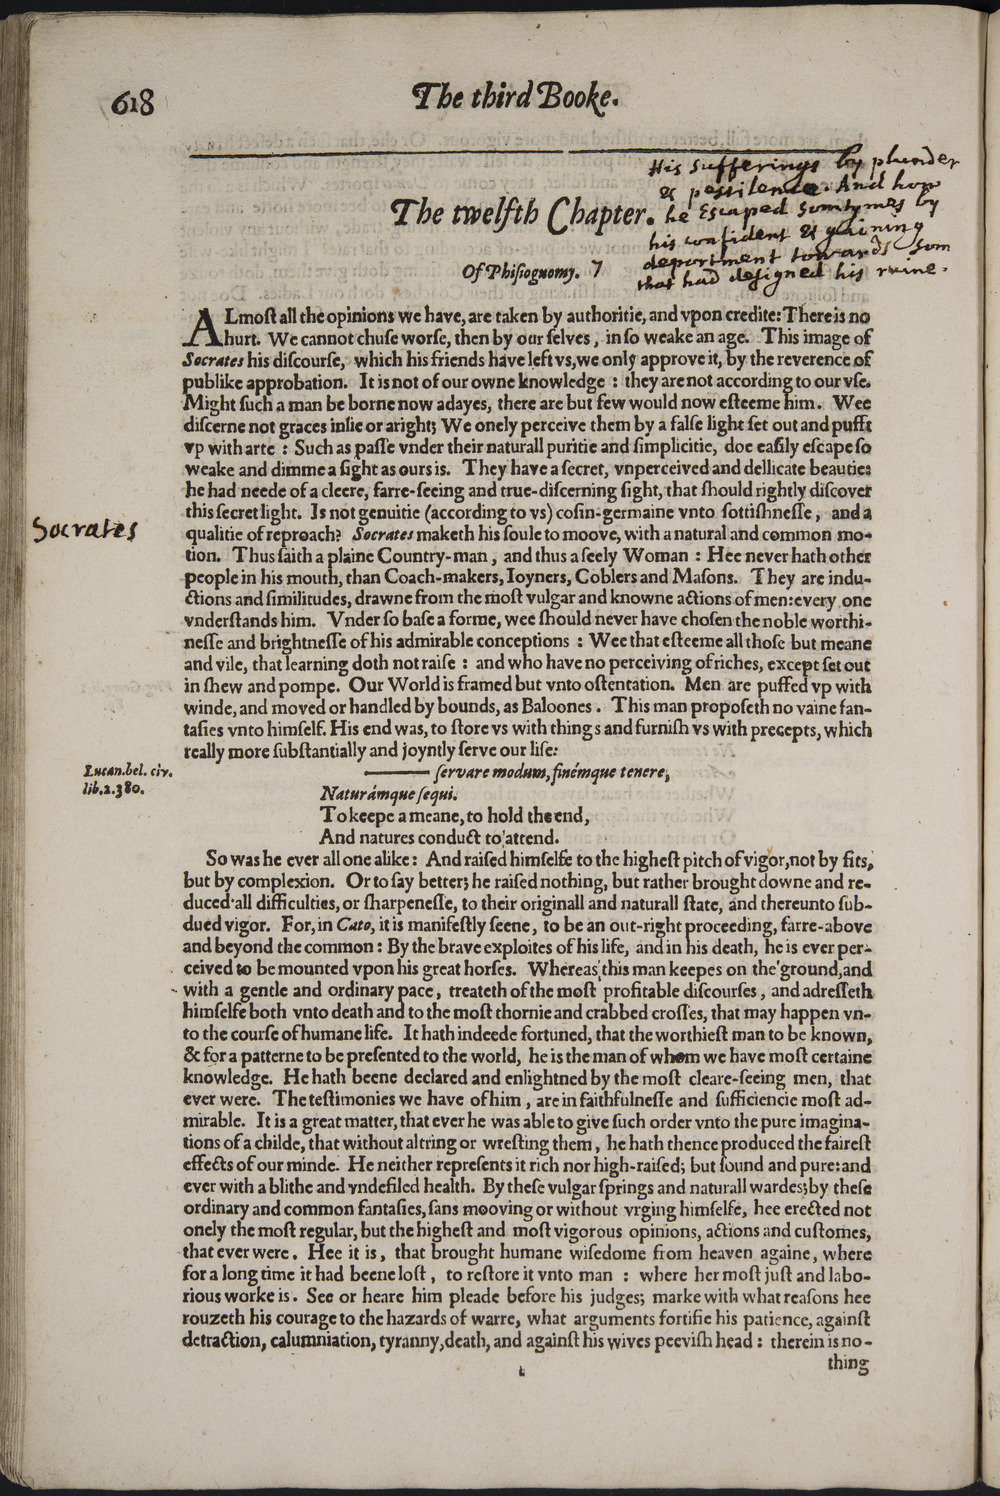 618
The third Booke.
His sufferings by plunder
& pestilence. And how
he Escaped somtymes by
his confident & gaining
deportment towards som
that had designed his ruine.
The twelfth Chapter.
Of Phisiognomy. 7
ALmoſt all the opinions we have, are taken by authoritie, and vpon credite: There is no
hurt. We cannot chuſe worſe, then by our ſelves, in ſo weake an age. This image of
Socrates his diſcourſe, which his friends have left vs, we only approve it, by the reverence of
publike approbation. It is not of our owne knowledge : they are not according to our vſe.
Might ſuch a man be borne now adayes, there are but few would now eſteeme him. Wee
diſcerne not graces inſie or aright; We onely perceive them by a falſe light ſet out and pufft
vp with arte : Such as paſſe vnder their naturall puritie and ſimplicitie, doe eaſily eſcape ſo
weake and dimme a ſight as ours is. They have a ſecret, vnperceived and dellicate beautie:
he had neede of a cleere, farre-ſeeing and true-diſcerning ſight, that ſhould rightly diſcover
this ſecret light. Is not genuitie (according to vs) coſin-germaine vnto ſottiſhneſſe, and a
Socrates
qualitie of reproach? Socrates maketh his ſoule to moove, with a natural and common mo-
tion. Thus ſaith a plaine Country-man, and thus a ſeely Woman : Hee never hath other
people in his mouth, than Coach-makers, Ioyners, Coblers and Maſons. They are indu-
ctions and ſimilitudes, drawne from the moſt vulgar and knowne actions of men: every one
vnderſtands him. Vnder ſo baſe a forme, wee ſhould never have choſen the noble worthi-
neſſe and brightneſſe of his admirable conceptions : Wee that eſteeme all thoſe but meane
and vile, that learning doth not raiſe : and who have no perceiving of riches, except ſet out
in ſhew and pompe. Our World is framed but vnto oſtentation. Men are puffed vp with
winde, and moved or handled by bounds, as Baloones. This man propoſeth no vaine fan-
taſies vnto himſelf. His end was, to ſtore vs with things and furniſh vs with precepts, which
really more ſubſtantially and joyntly ſerve our life:
Lucan. bel. civ.
lib. 2. 380.
—— ſervare modum, finémque tenere,
Naturámque ſequi.
To keepe a meane, to hold the end,
And natures conduct to attend.
So was he ever all one alike: And raiſed himſelfe to the higheſt pitch of vigor, not by fits,
but by complexion. Or to ſay better; he raiſed nothing, but rather brought downe and re-
duced all difficulties, or ſharpeneſſe, to their originall and naturall ſtate, and thereunto ſub-
dued vigor. For, in Cato, it is manifeſtly ſeene, to be an out-right proceeding, farre-above
and beyond the common: By the brave exploites of his life, and in his death, he is ever per-
ceived to be mounted vpon his great horſes. Whereas this man keepes on the ground, and
with a gentle and ordinary pace, treateth of the moſt profitable diſcourſes, and adreſſeth
himſelfe both vnto death and to the moſt thornie and crabbed croſſes, that may happen vn-
to the courſe of humane life. It hath indeede fortuned, that the worthieſt man to be known,
& for a patterne to be preſented to the world, he is the man of whom we have moſt certaine
knowledge. He hath beene declared and enlightned by the moſt cleare-ſeeing men, that
ever were. The teſtimonies we have of him, are in faithfulneſſe and ſufficiencie moſt ad-
mirable. It is a great matter, that ever he was able to give ſuch order vnto the pure imagina-
tions of a childe, that without altring or wreſting them, he hath thence produced the faireſt
effects of our minde. He neither repreſents it rich nor high-raiſed; but ſound and pure: and
ever with a blithe and vndefiled health. By theſe vulgar ſprings and naturall wardes; by theſe
ordinary and common fantaſies, ſans mooving or without vrging himſelfe, hee erected not
onely the moſt regular, but the higheſt and moſt vigorous opinions, actions and cuſtomes,
that ever were. Hee it is, that brought humane wiſedome from heaven againe, where
for a long time it had beene loſt, to reſtore it vnto man : where her moſt juſt and labo-
rious worke is. See or heare him pleade before his judges; marke with what reaſons hee
rouzeth his courage to the hazards of warre, what arguments fortifie his patience, againſt
detraction, calumniation, tyranny, death, and againſt his wives peeviſh head : therein is no-
thing